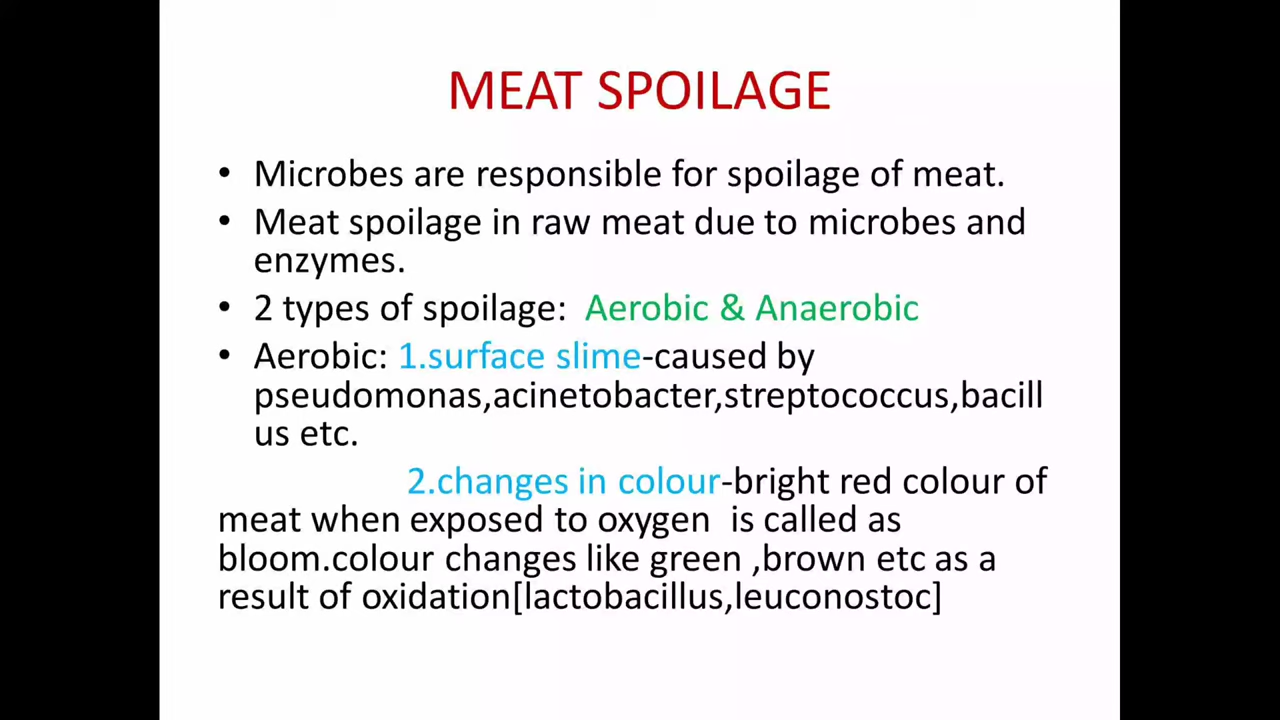 MEAT SPOILAGE
• Microbes are responsible for spoilage of meat.
• Meat spoilage in raw meat due to microbes and
enzymes.
• 2 types of spoilage: Aerobic & Anaerobic
• Aerobic: 1.surface slime-caused by
pseudomonas,acinetobacter,streptococcus,bacill
us etc.
2.changes in colour-bright red colour of
meat when exposed to oxygen  is called as
bloom.colour changes like green ,brown etc as a
result of oxidation[lactobacillus,leuconostoc]